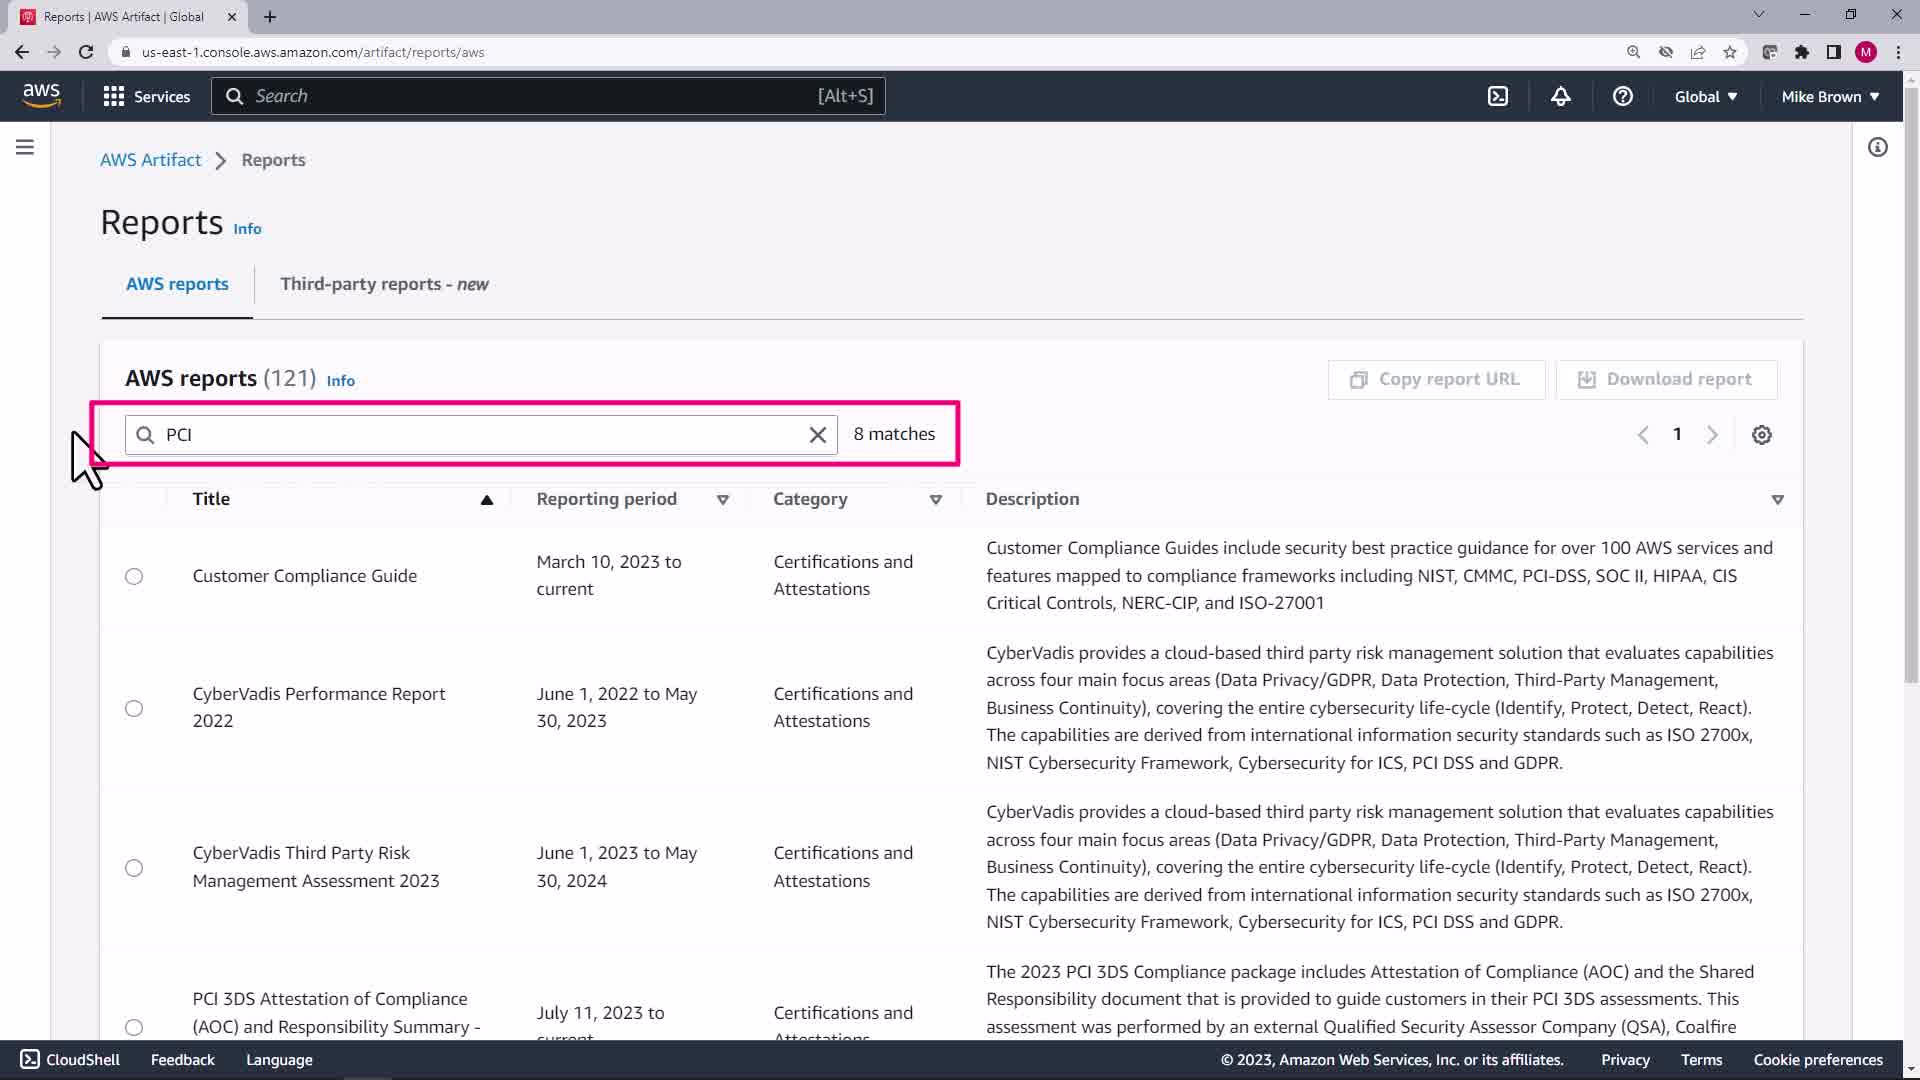 Reports | AWS Artifact | Global
us-east-1.console.aws.amazon.com/artifact/reports/aws
M
aws
Services
Search
[Alt+S]
Global
Mike Brown
AWS Artifact
Reports
Reports Info
AWS reports
Third-party reports - new
AWS reports (121) Info
Copy report URL
Download report
PCI
8 matches
1
Title
Reporting period
Category
Description
Customer Compliance Guide
March 10, 2023 to
current
Certifications and
Attestations
Customer Compliance Guides include security best practice guidance for over 100 AWS services and
features mapped to compliance frameworks including NIST, CMMC, PCI-DSS, SOC II, HIPAA, CIS
Critical Controls, NERC-CIP, and ISO-27001
CyberVadis Performance Report
2022
June 1, 2022 to May
30, 2023
Certifications and
Attestations
CyberVadis provides a cloud-based third party risk management solution that evaluates capabilities
across four main focus areas (Data Privacy/GDPR, Data Protection, Third-Party Management,
Business Continuity), covering the entire cybersecurity life-cycle (Identify, Protect, Detect, React).
The capabilities are derived from international information security standards such as ISO 2700x,
NIST Cybersecurity Framework, Cybersecurity for ICS, PCI DSS and GDPR.
CyberVadis Third Party Risk
Management Assessment 2023
June 1, 2023 to May
30, 2024
Certifications and
Attestations
CyberVadis provides a cloud-based third party risk management solution that evaluates capabilities
across four main focus areas (Data Privacy/GDPR, Data Protection, Third-Party Management,
Business Continuity), covering the entire cybersecurity life-cycle (Identify, Protect, Detect, React).
The capabilities are derived from international information security standards such as ISO 2700x,
NIST Cybersecurity Framework, Cybersecurity for ICS, PCI DSS and GDPR.
PCI 3DS Attestation of Compliance
(AOC) and Responsibility Summary -
July 11, 2023 to
current
Certifications and
Attestations
The 2023 PCI 3DS Compliance package includes Attestation of Compliance (AOC) and the Shared
Responsibility document that is provided to guide customers in their PCI 3DS assessments. This
assessment was performed by an external Qualified Security Assessor Company (QSA), Coalfire
CloudShell
Feedback
Language
© 2023, Amazon Web Services, Inc. or its affiliates.
Privacy
Terms
Cookie preferences